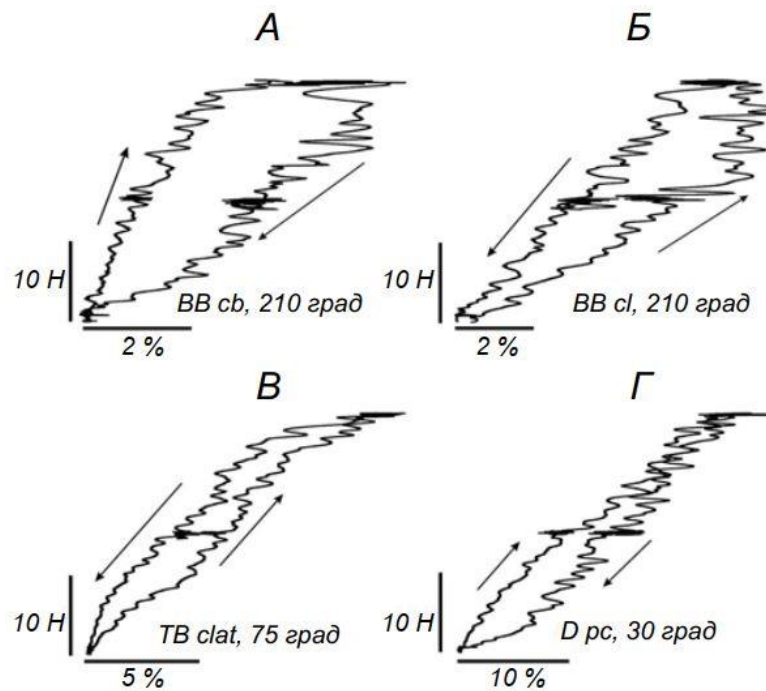 А
Б
10 Н
BB cb, 210 град
2 %
10 Н
BB cl, 210 град
2 %
В
Г
10 Н
TB clat, 75 град
5 %
10 Н
D pc, 30 град
10 %